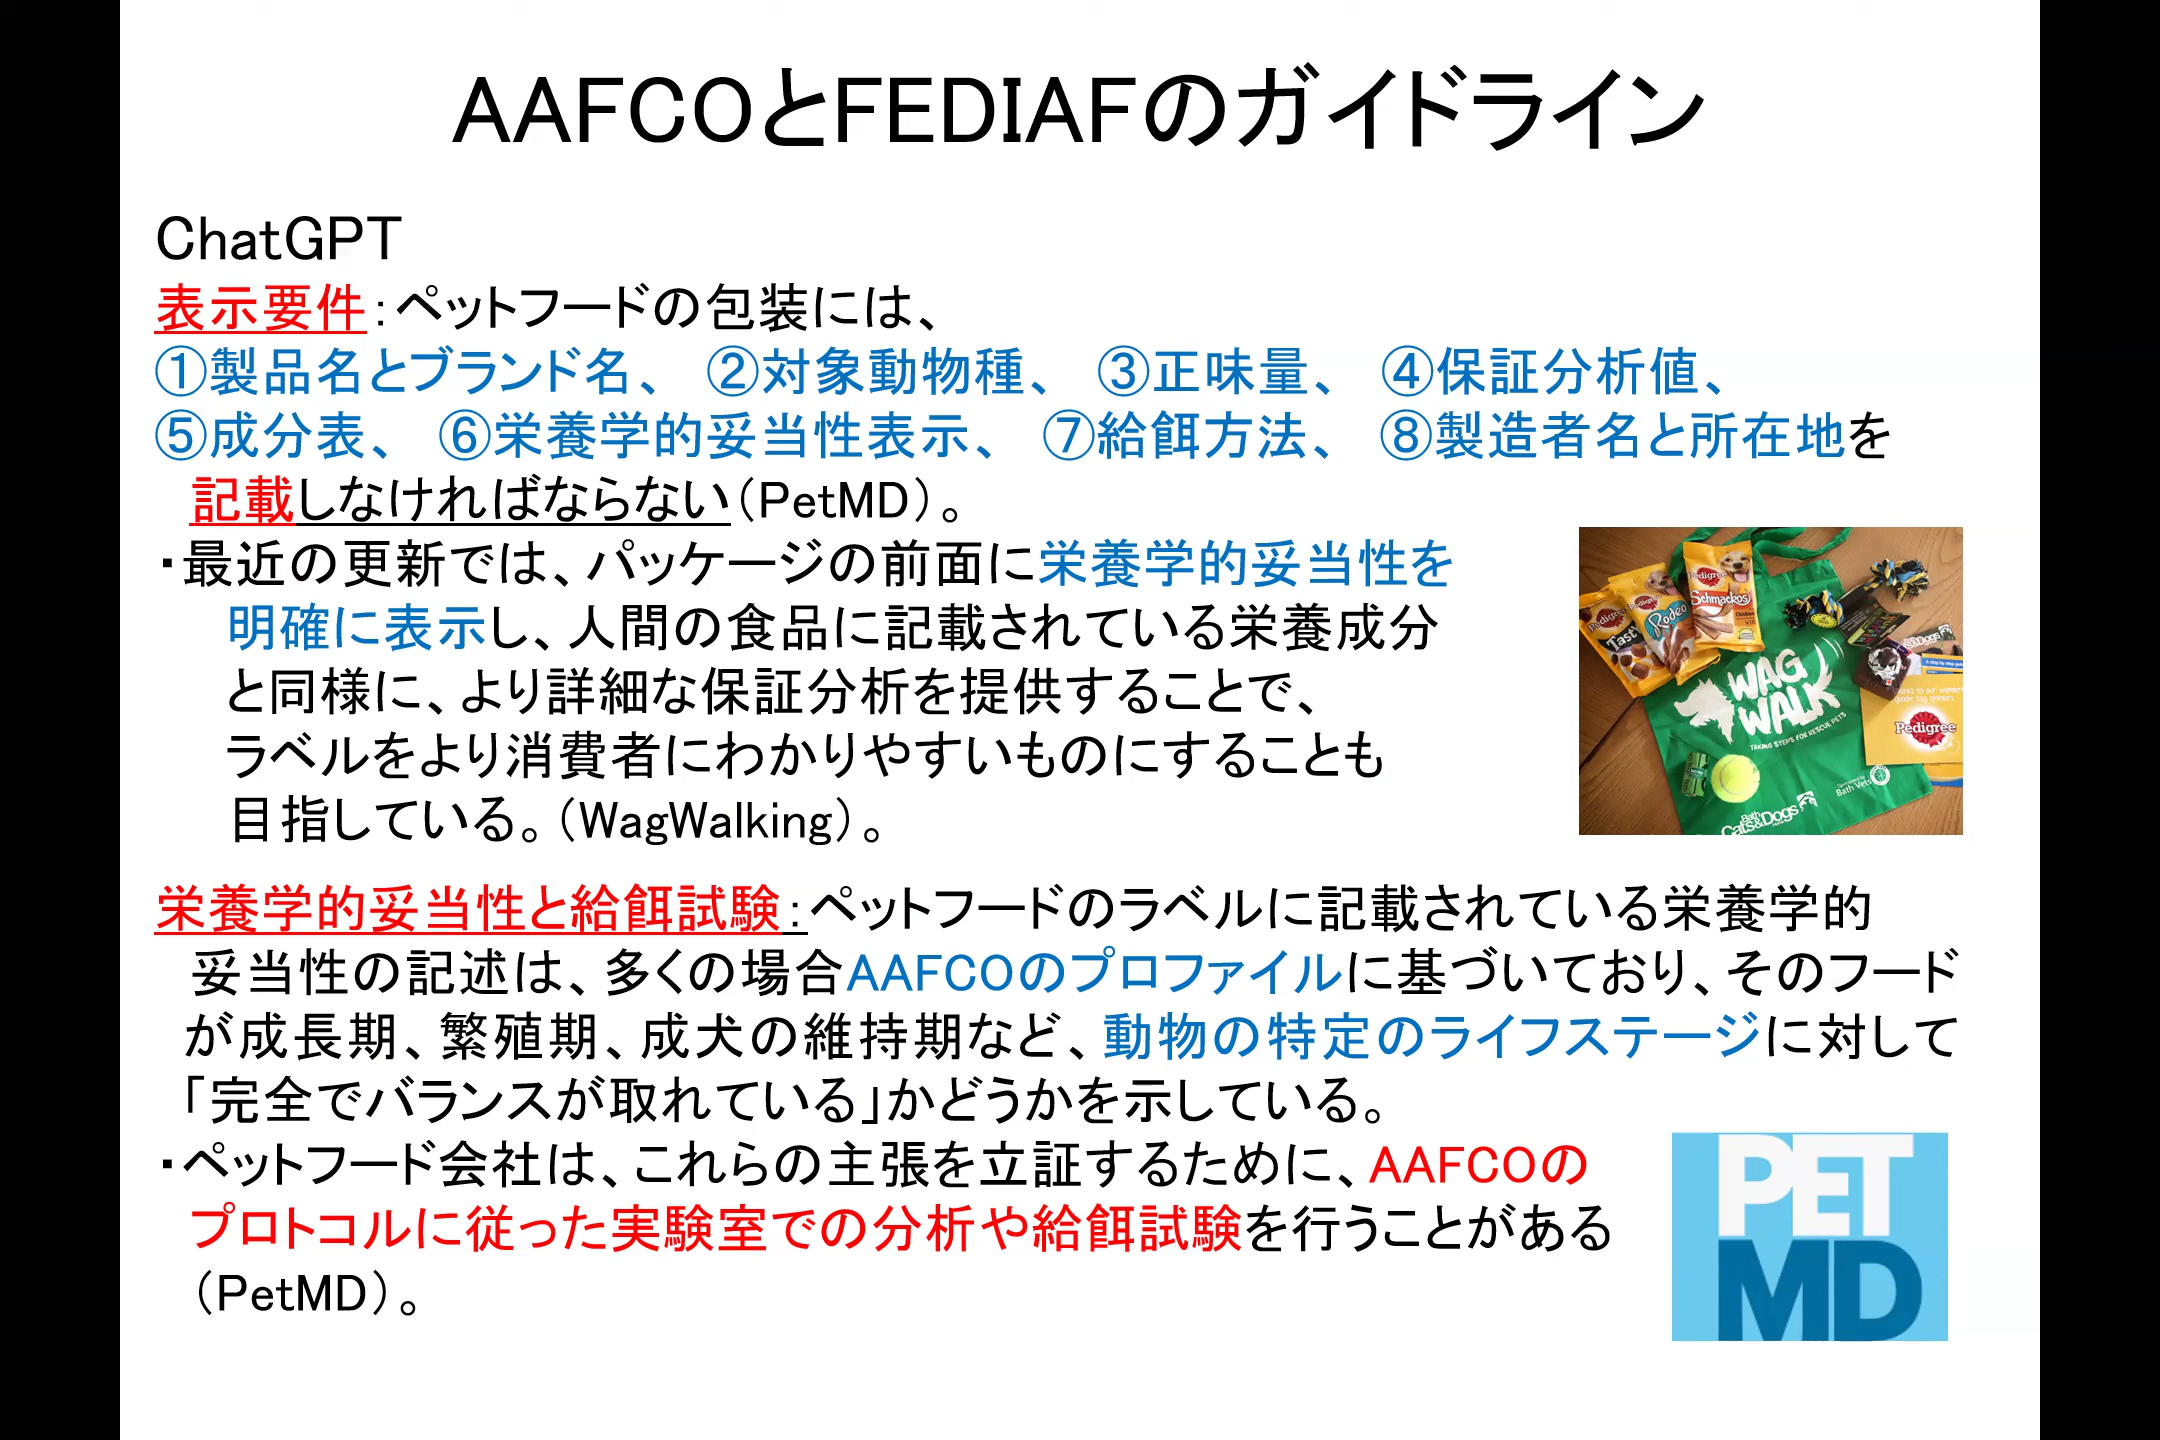 AAFCOとFEDIAFのガイドライン
ChatGPT
表示要件：ペットフードの包装には、
①製品名とブランド名、 ②対象動物種、 ③正味量、 ④保証分析値、
⑤成分表、 ⑥栄養学的妥当性表示、 ⑦給餌方法、 ⑧製造者名と所在地を
記載しなければならない（PetMD）。
・最近の更新では、パッケージの前面に栄養学的妥当性を
明確に表示し、人間の食品に記載されている栄養成分
と同様に、より詳細な保証分析を提供することで、
ラベルをより消費者にわかりやすいものにすることも
目指している。（WagWalking）。
Pedigree
Schmackos
Pedigree
Tasty
Rodeo
WAG
WALK
TAKING STEPS FOR RESCUE PETS
Pedigree
Bath Vets
Bath
Cats&Dogs
栄養学的妥当性と給餌試験：ペットフードのラベルに記載されている栄養学的
妥当性の記述は、多くの場合AAFCOのプロファイルに基づいており、そのフード
が成長期、繁殖期、成犬の維持期など、動物の特定のライフステージに対して
「完全でバランスが取れている」かどうかを示している。
・ペットフード会社は、これらの主張を立証するために、AAFCOの
プロトコルに従った実験室での分析や給餌試験を行うことがある
（PetMD）。
PET
MD